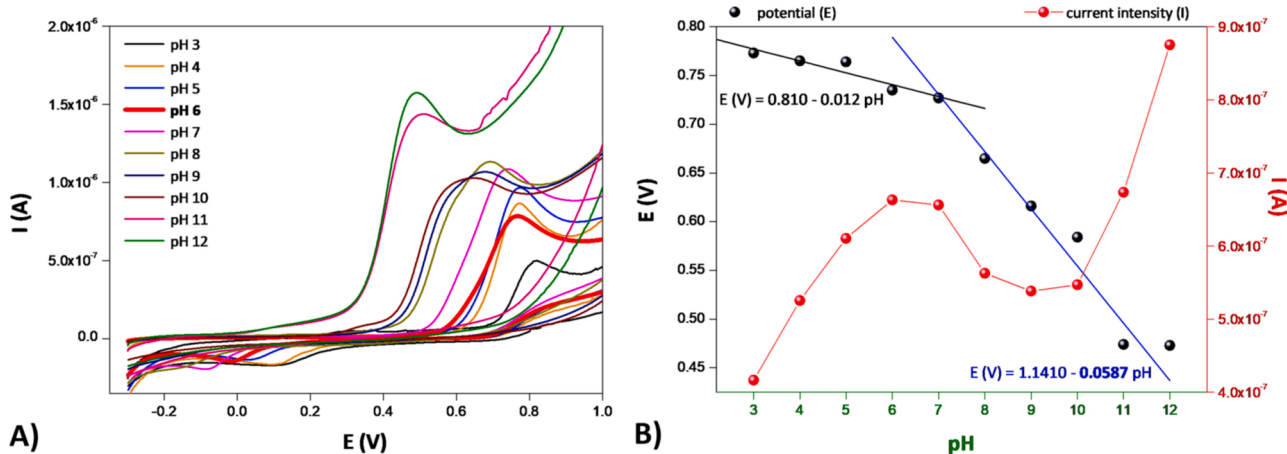 2.0x10⁻⁶
1.5x10⁻⁶
1.0x10⁻⁶
5.0x10⁻⁷
0.0
I (A)
pH 3
pH 4
pH 5
pH 6
pH 7
pH 8
pH 9
pH 10
pH 11
pH 12
-0.2 0.0 0.2 0.4 0.6 0.8 1.0
E (V)
A)
potential (E) current intensity (I)
0.80
0.75
0.70
0.65
0.60
0.55
0.50
0.45
E (V)
E (V) = 0.810 - 0.012 pH
E (V) = 1.1410 - 0.0587 pH
9.0x10⁻⁷
8.0x10⁻⁷
7.0x10⁻⁷
6.0x10⁻⁷
5.0x10⁻⁷
4.0x10⁻⁷
I (A)
3 4 5 6 7 8 9 10 11 12
pH
B)